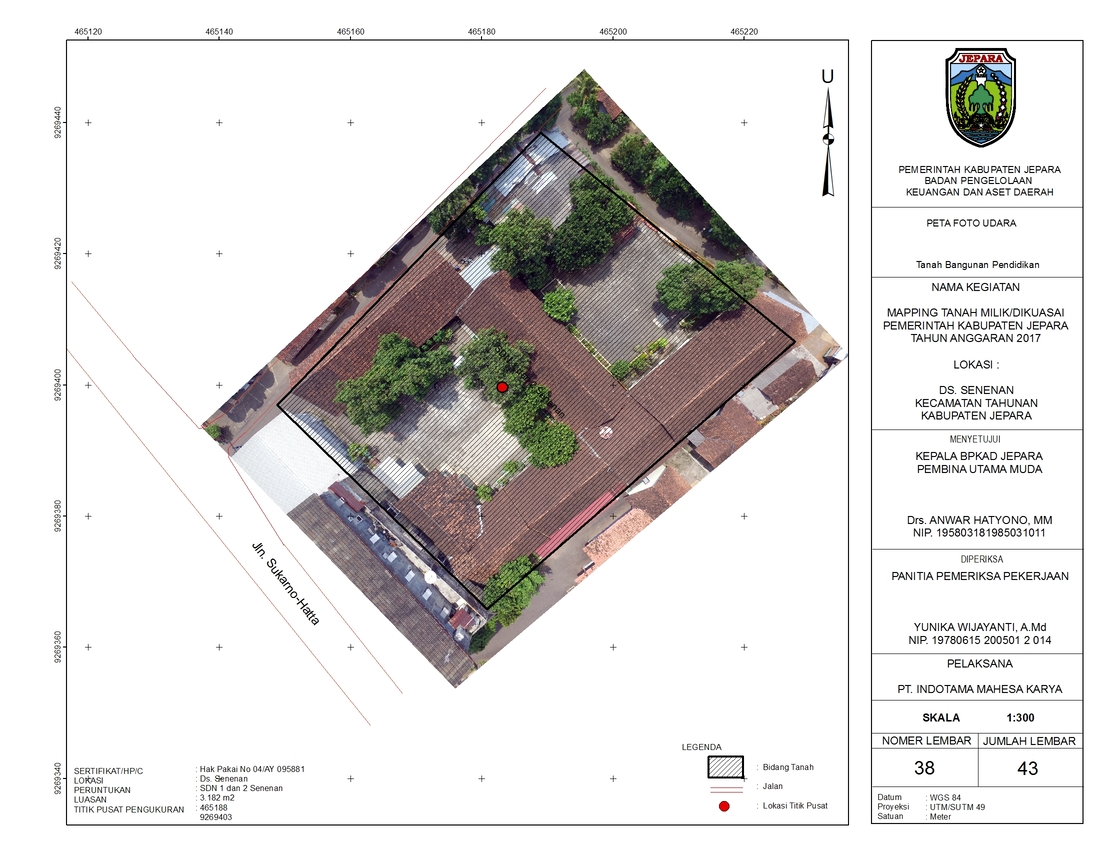 465120
465140
465160
465180
465200
465220
9269440
9269420
9269400
9269380
9269360
9269340
U
Jln. Sukarno-Hatta
SERTIFIKAT/HP/C : Hak Pakai No 04/AY 095881
LOKASI : Ds. Senenan
PERUNTUKAN : SDN 1 dan 2 Senenan
LUASAN : 3.182 m2
TITIK PUSAT PENGUKURAN : 465188
9269403
LEGENDA
: Bidang Tanah
: Jalan
: Lokasi Titik Pusat
JEPARA
PEMERINTAH KABUPATEN JEPARA
BADAN PENGELOLAAN
KEUANGAN DAN ASET DAERAH
PETA FOTO UDARA
Tanah Bangunan Pendidikan
NAMA KEGIATAN
MAPPING TANAH MILIK/DIKUASAI
PEMERINTAH KABUPATEN JEPARA
TAHUN ANGGARAN 2017
LOKASI :
DS. SENENAN
KECAMATAN TAHUNAN
KABUPATEN JEPARA
MENYETUJUI
KEPALA BPKAD JEPARA
PEMBINA UTAMA MUDA
Drs. ANWAR HATYONO, MM
NIP. 195803181985031011
DIPERIKSA
PANITIA PEMERIKSA PEKERJAAN
YUNIKA WIJAYANTI, A.Md
NIP. 19780615 200501 2 014
PELAKSANA
PT. INDOTAMA MAHESA KARYA
SKALA 1:300
NOMER LEMBAR JUMLAH LEMBAR
38 43
Datum : WGS 84
Proyeksi : UTM/SUTM 49
Satuan : Meter